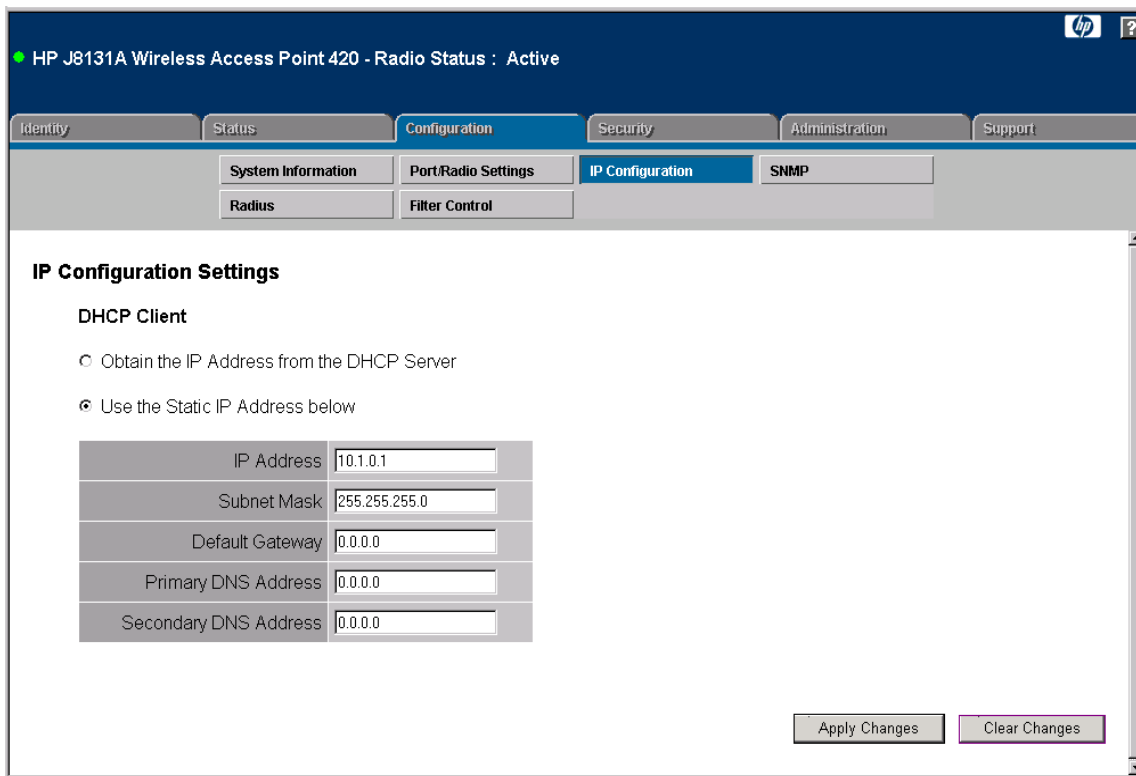 hp
?
HP J8131A Wireless Access Point 420 - Radio Status : Active
Identity Status Configuration Security Administration Support
System Information Port/Radio Settings IP Configuration SNMP
Radius Filter Control
IP Configuration Settings
DHCP Client
Obtain the IP Address from the DHCP Server
Use the Static IP Address below
IP Address 10.1.0.1
Subnet Mask 255.255.255.0
Default Gateway 0.0.0.0
Primary DNS Address 0.0.0.0
Secondary DNS Address 0.0.0.0
Apply Changes Clear Changes